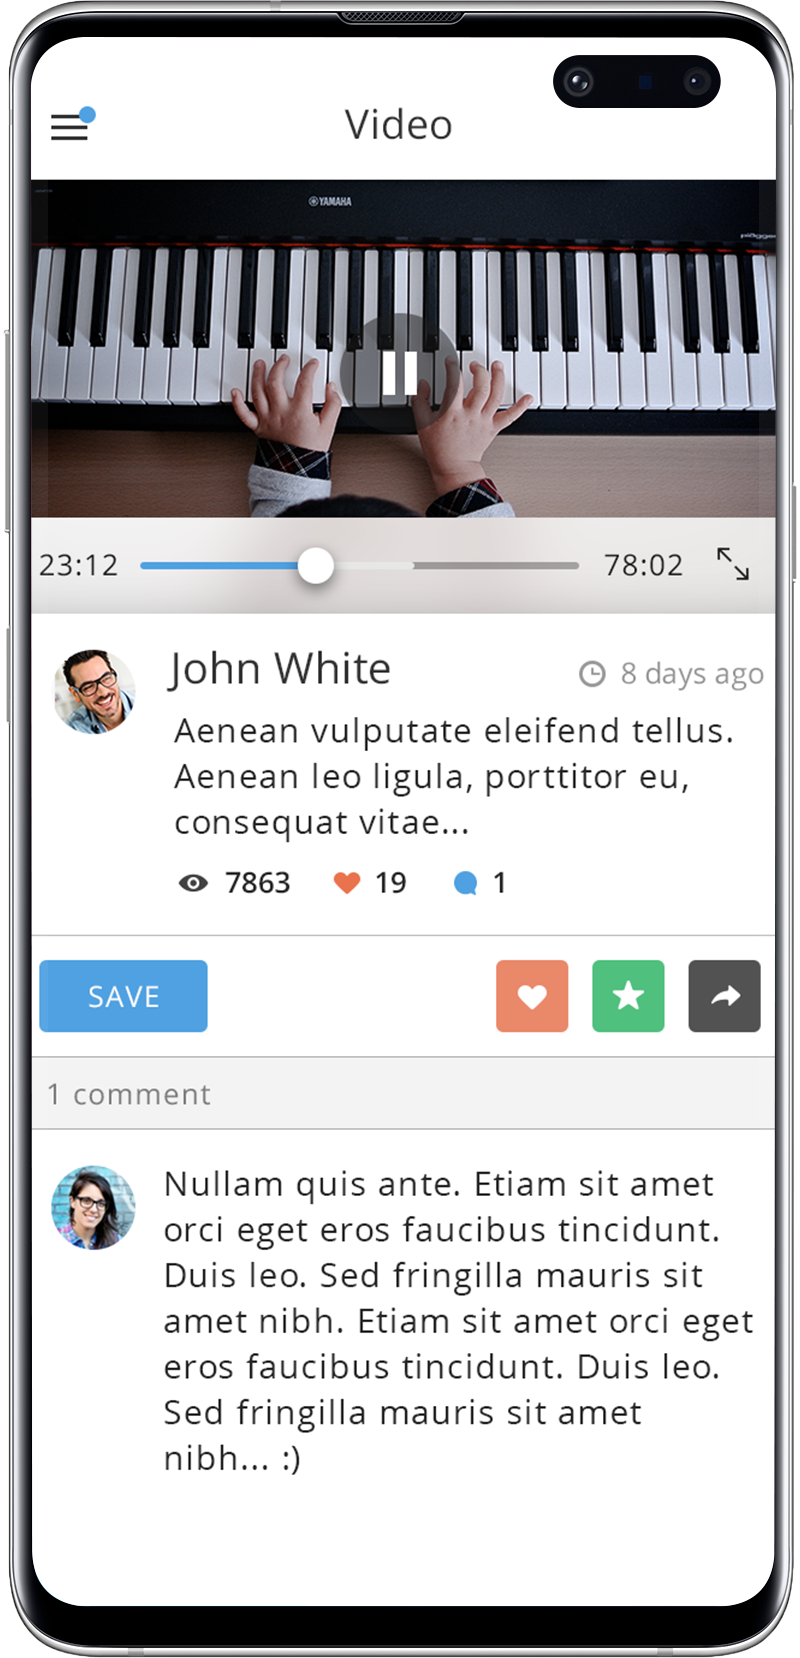 Video
YAMAHA
23:12
78:02
John White
8 days ago
Aenean vulputate eleifend tellus.
Aenean leo ligula, porttitor eu,
consequat vitae...
7863 19 1
SAVE
1 comment
Nullam quis ante. Etiam sit amet
orci eget eros faucibus tincidunt.
Duis leo. Sed fringilla mauris sit
amet nibh. Etiam sit amet orci eget
eros faucibus tincidunt. Duis leo.
Sed fringilla mauris sit amet
nibh... :)